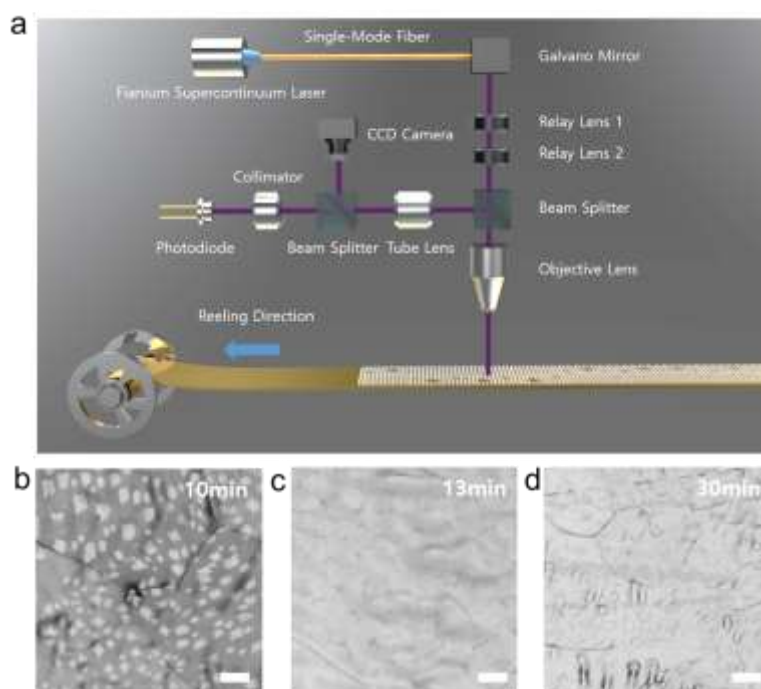 a
Single-Mode Fiber
Galvano Mirror
Fianium Supercontinuum Laser
Relay Lens 1
CCD Camera
Relay Lens 2
Collimator
Beam Splitter
Photodiode
Beam Splitter
Tube Lens
Objective Lens
Reeling Direction
b
10min
c
13min
d
30min